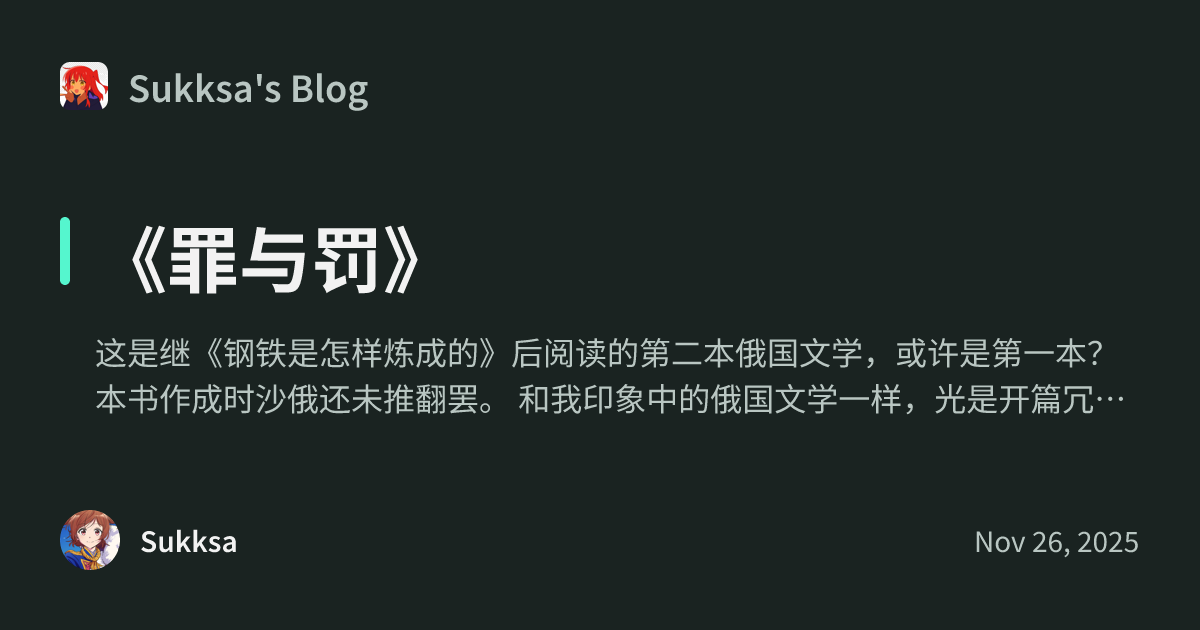 Sukksa's Blog
《罪与罚》
这是继《钢铁是怎样炼成的》后阅读的第二本俄国文学，或许是第一本？
本书作成时沙俄还未推翻罢。 和我印象中的俄国文学一样，光是开篇冗…
Sukksa
Nov 26, 2025